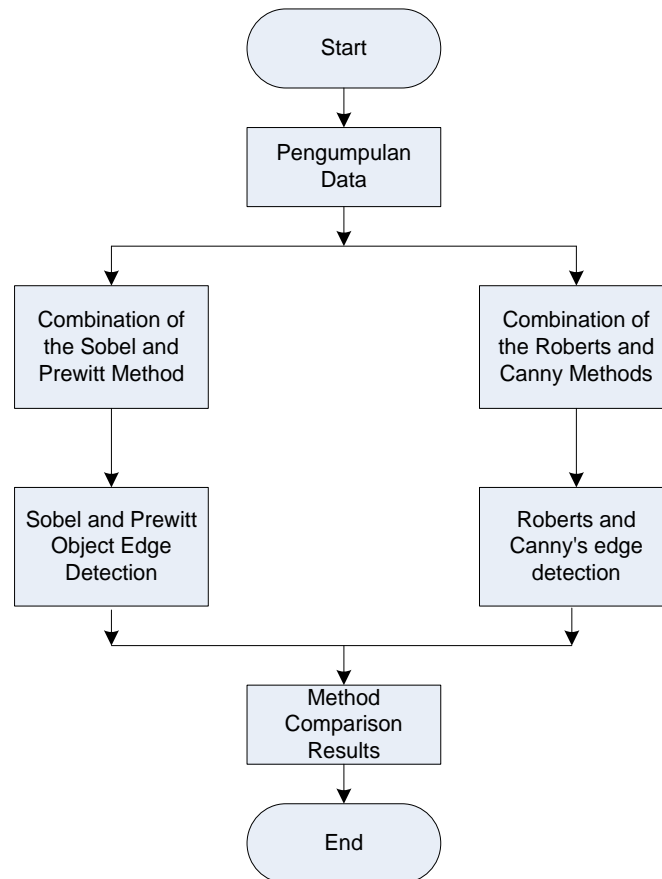 Start
Pengumpulan
Data
Combination of
the Sobel and
Prewitt Method
Combination of
the Roberts and
Canny Methods
Sobel and Prewitt
Object Edge
Detection
Roberts and
Canny's edge
detection
Method
Comparison
Results
End